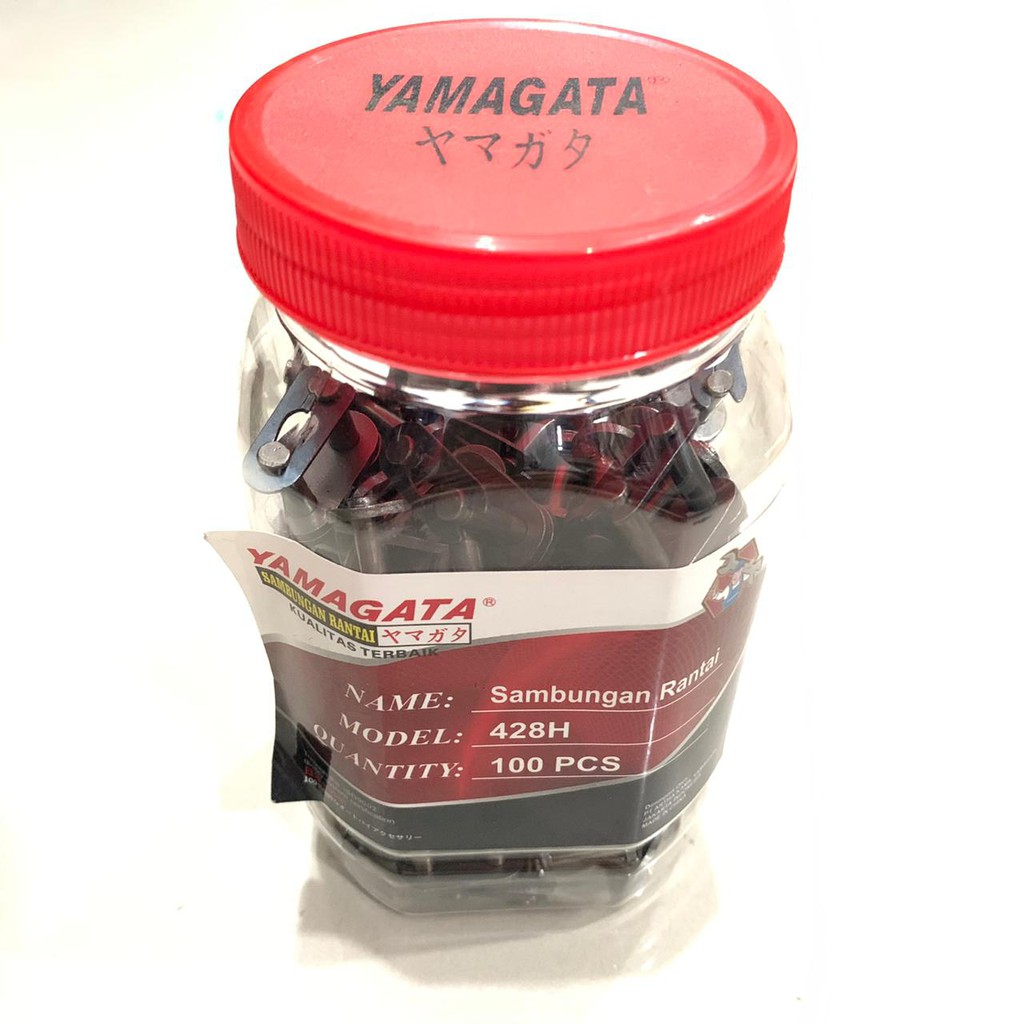 YAMAGATA®
ヤマガタ
YAMAGATA®
SAMBUNGAN RANTAI ヤマガタ
KUALITAS TERBAIK
NAME: Sambungan Rantai
MODEL: 428H
QUANTITY: 100 PCS